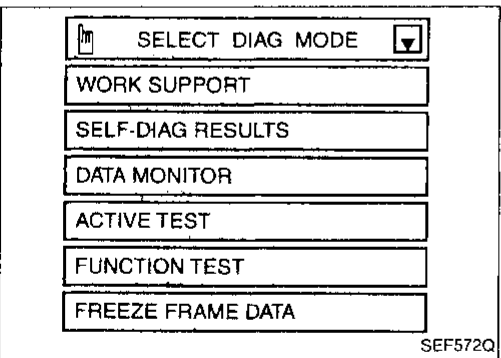 SELECT DIAG MODE
WORK SUPPORT
SELF-DIAG RESULTS
DATA MONITOR
ACTIVE TEST
FUNCTION TEST
FREEZE FRAME DATA
SEF572Q